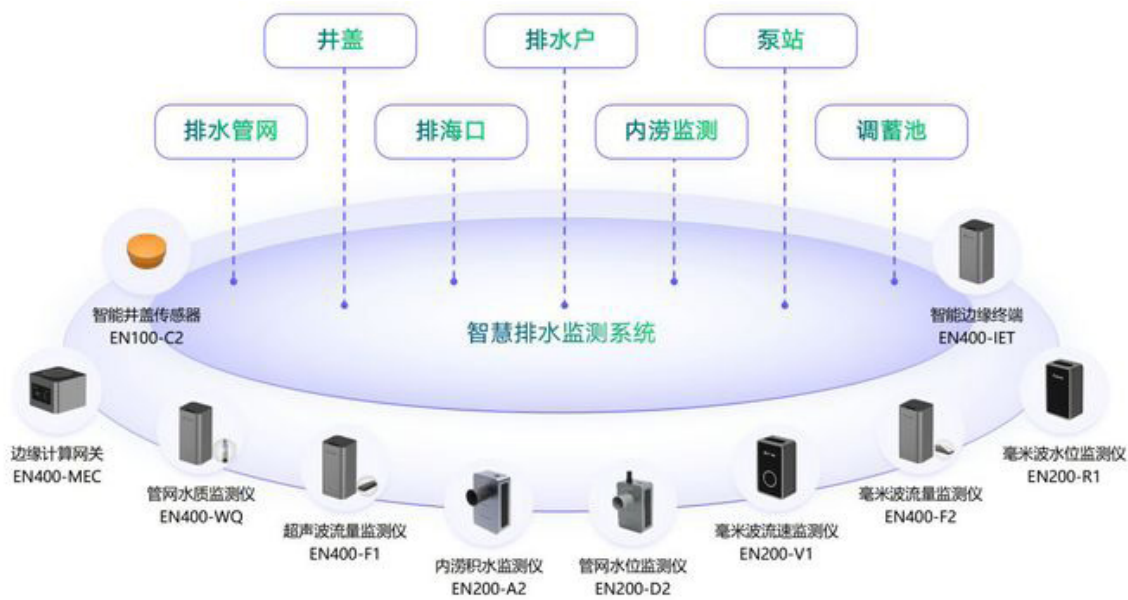 井盖
排水户
泵站
排水管网
排海口
内涝监测
调蓄池
智慧排水监测系统
智能井盖传感器
EN100-C2
智能边缘终端
EN400-IET
边缘计算网关
EN400-MEC
管网水质监测仪
EN400-WQ
超声波流量监测仪
EN400-F1
内涝积水监测仪
EN200-A2
管网水位监测仪
EN200-D2
毫米波流速监测仪
EN200-V1
毫米波流量监测仪
EN400-F2
毫米波水位监测仪
EN200-R1